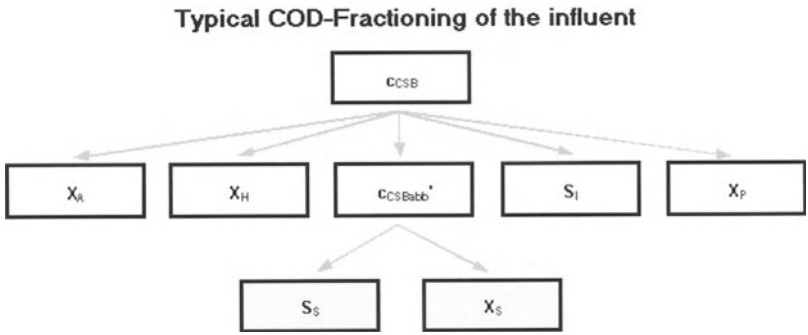 Typical COD-Fractioning of the influent
cCSB
XA
XH
cCSBabb'
SI
XP
SS
XS